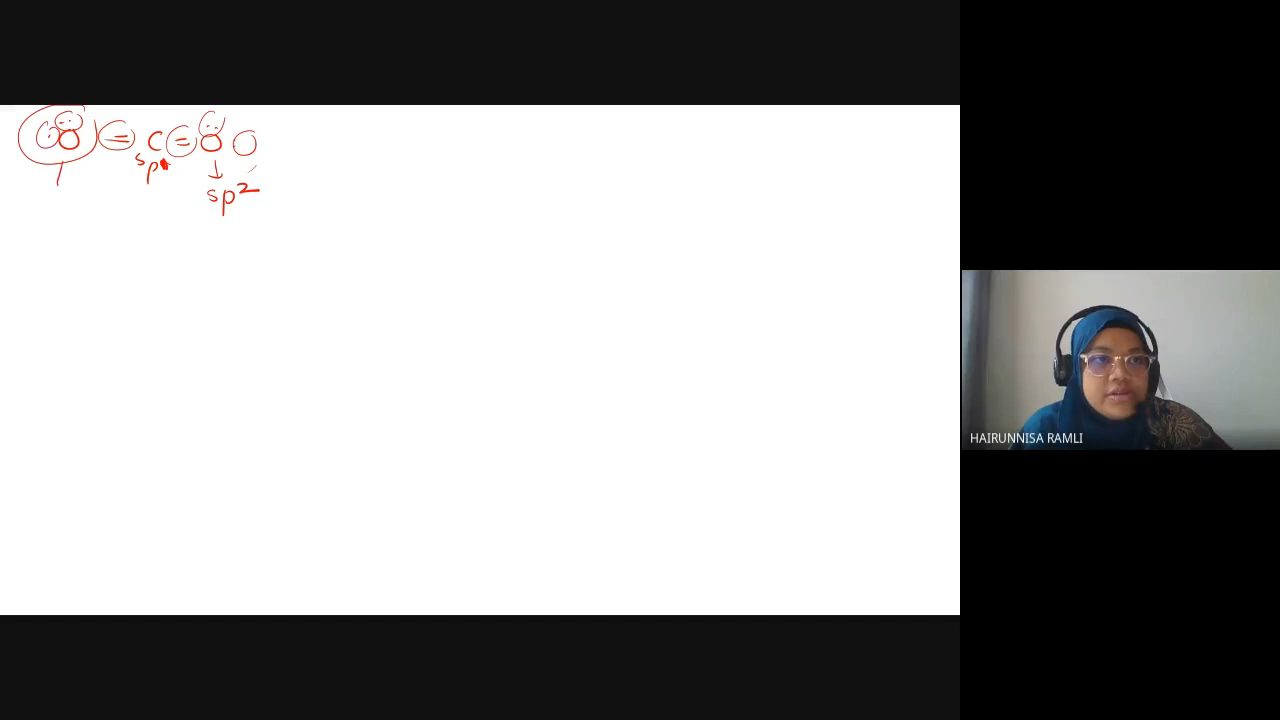 O = C = O
sp
sp²
HAIRUNNISA RAMLI